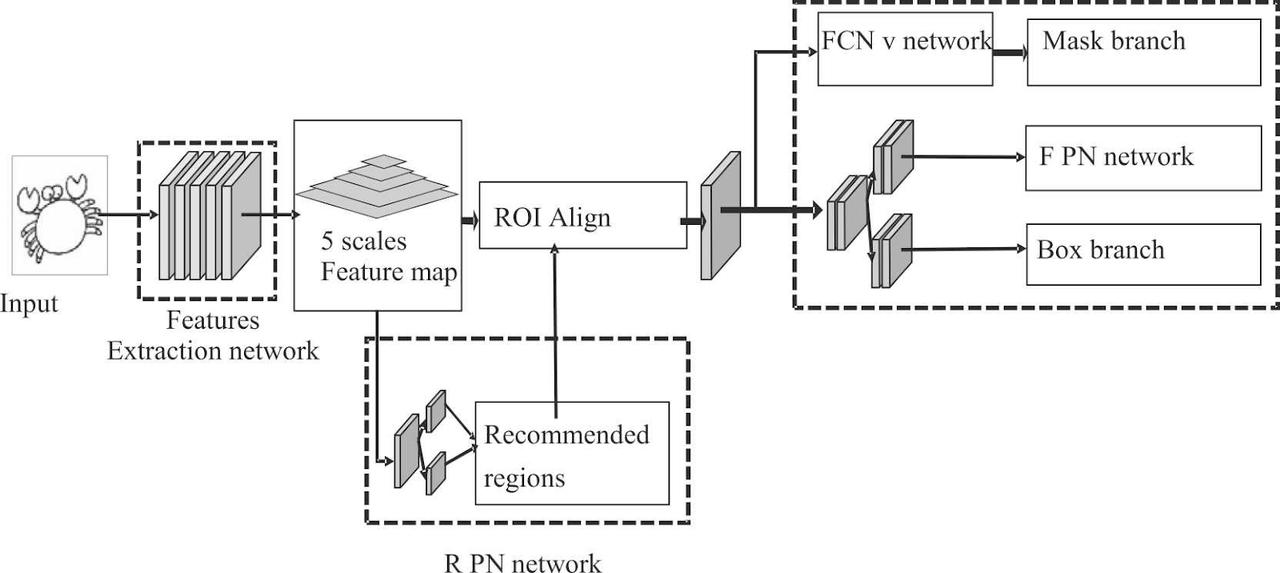 Input
Features
Extraction network
5 scales
Feature map
ROI Align
Recommended
regions
R PN network
FCN v network
Mask branch
F PN network
Box branch